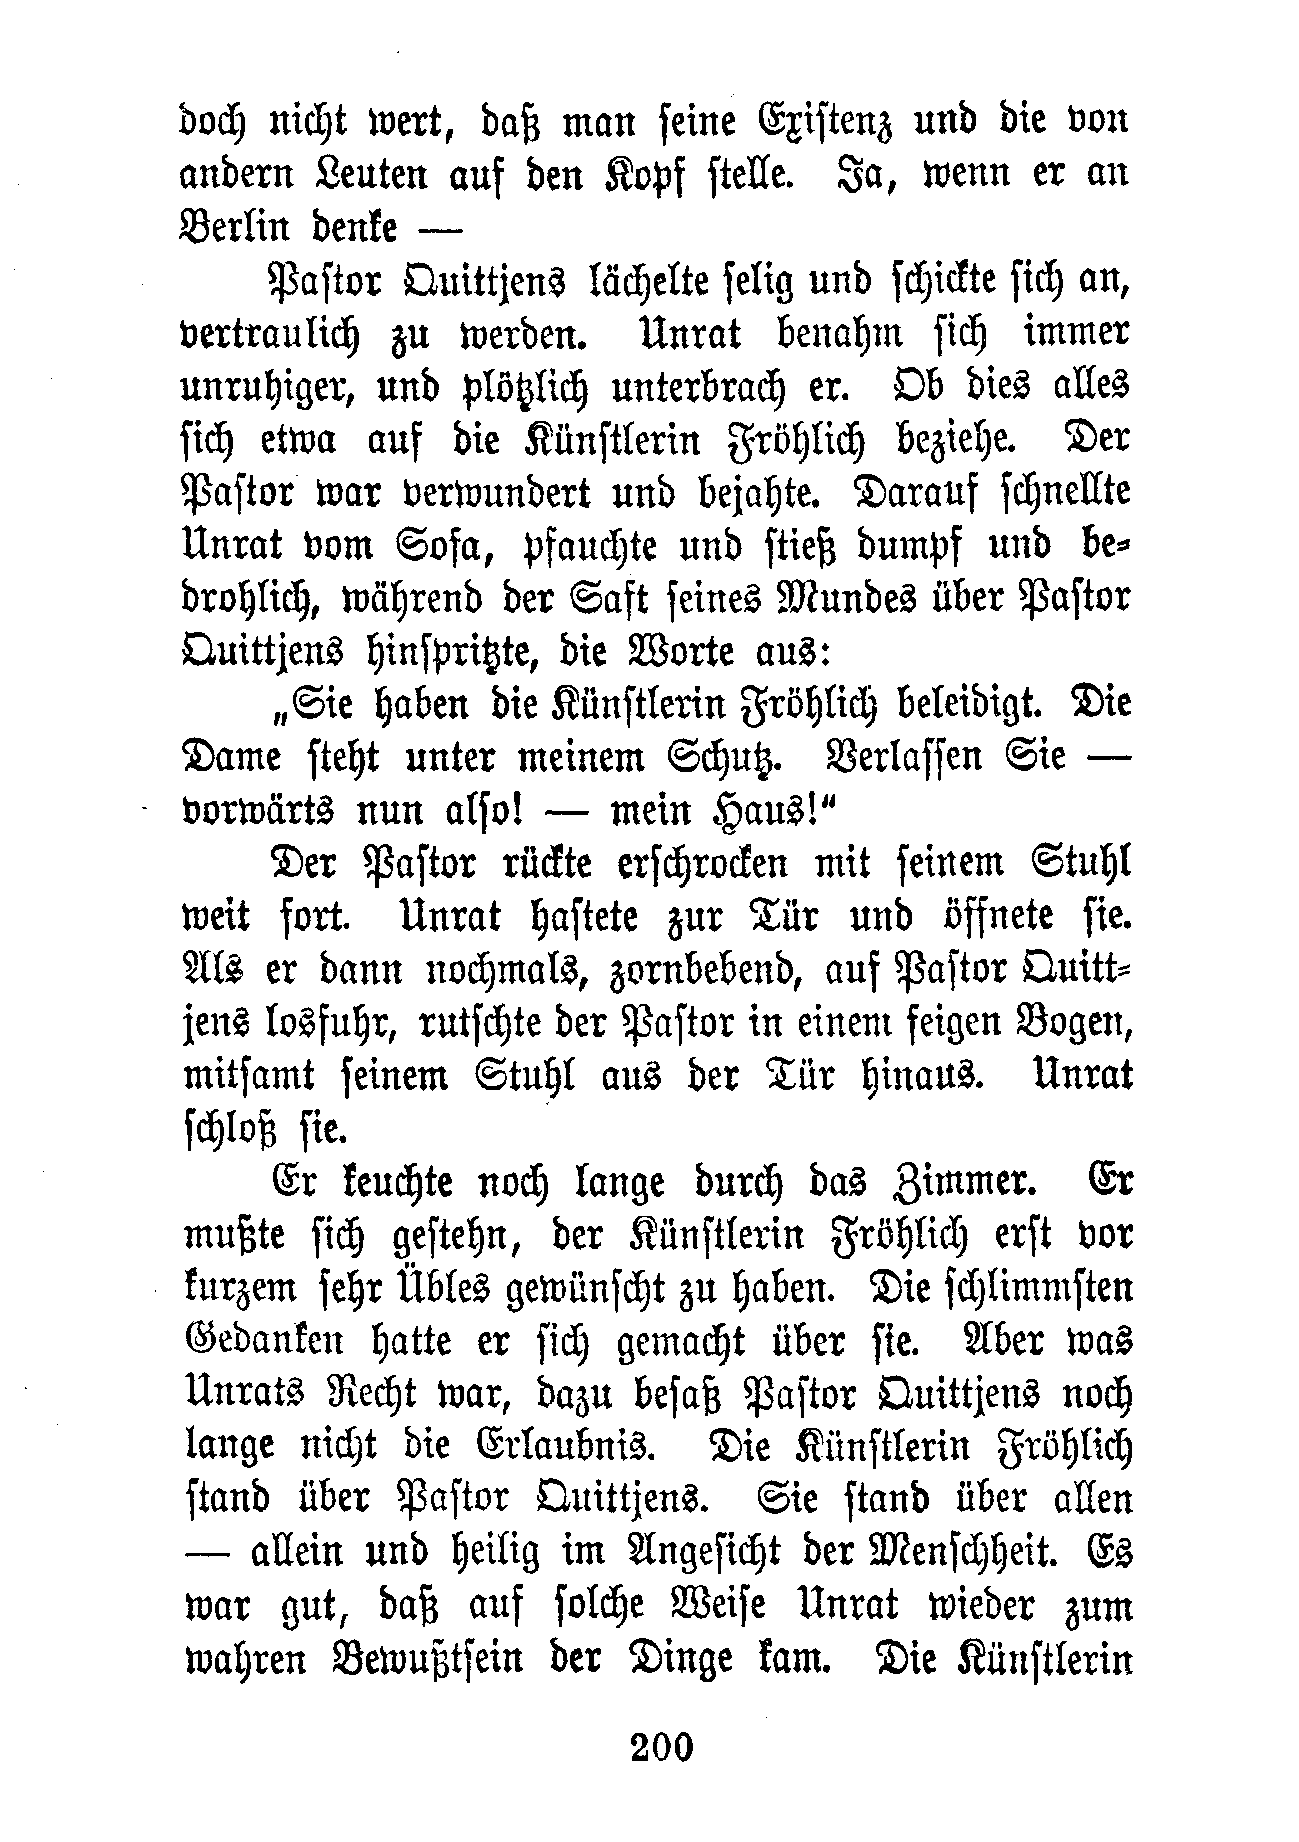 doch nicht wert, daß man seine Existenz und die von
andern Leuten auf den Kopf stelle. Ja, wenn er an
Berlin denke —
Pastor Quittjens lächelte selig und schickte sich an,
vertraulich zu werden. Unrat benahm sich immer
unruhiger, und plötzlich unterbrach er. Ob dies alles
sich etwa auf die Künstlerin Fröhlich beziehe. Der
Pastor war verwundert und bejahte. Darauf schnellte
Unrat vom Sofa, pfauchte und stieß dumpf und be-
drohlich, während der Saft seines Mundes über Pastor
Quittjens hinspritzte, die Worte aus:
„Sie haben die Künstlerin Fröhlich beleidigt. Die
Dame steht unter meinem Schutz. Verlassen Sie —
vorwärts nun also! — mein Haus!“
Der Pastor rückte erschrocken mit seinem Stuhl
weit fort. Unrat hastete zur Tür und öffnete sie.
Als er dann nochmals, zornbebend, auf Pastor Quitt-
jens losfuhr, rutschte der Pastor in einem feigen Bogen,
mitsamt seinem Stuhl aus der Tür hinaus. Unrat
schloß sie.
Er keuchte noch lange durch das Zimmer. Er
mußte sich gestehn, der Künstlerin Fröhlich erst vor
kurzem sehr Übles gewünscht zu haben. Die schlimmsten
Gedanken hatte er sich gemacht über sie. Aber was
Unrats Recht war, dazu besaß Pastor Quittjens noch
lange nicht die Erlaubnis. Die Künstlerin Fröhlich
stand über Pastor Quittjens. Sie stand über allen
— allein und heilig im Angesicht der Menschheit. Es
war gut, daß auf solche Weise Unrat wieder zum
wahren Bewußtsein der Dinge kam. Die Künstlerin
200